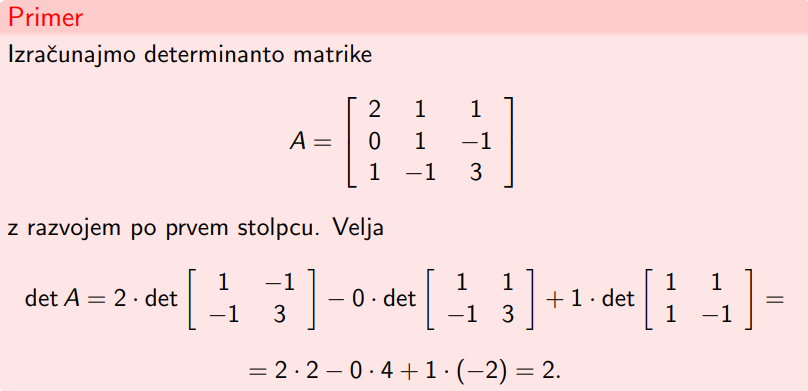 Primer
Izračunajmo determinanto matrike
A = [ 2 1 1
0 1 −1
1 −1 3 ]
z razvojem po prvem stolpcu. Velja
det A = 2 · det [ 1 −1 ; −1 3 ] − 0 · det [ 1 1 ; −1 3 ] + 1 · det [ 1 1 ; 1 −1 ] =
= 2 · 2 − 0 · 4 + 1 · (−2) = 2.